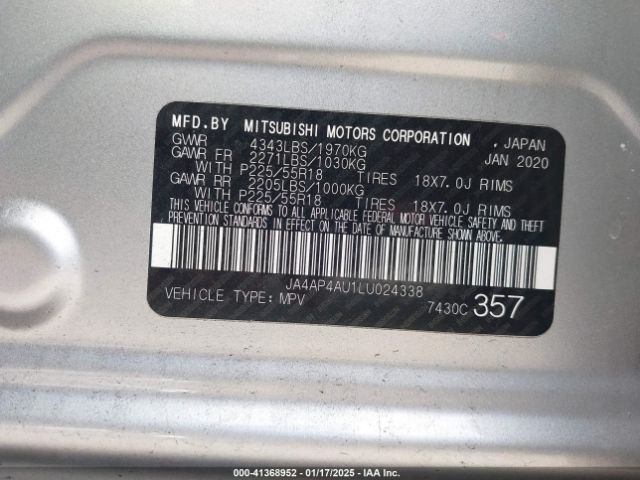 MFD.BY MITSUBISHI MOTORS CORPORATION , JAPAN
GVWR 4343LBS/1970KG JAN 2020
GAWR FR 2271LBS/1030KG
WITH P225/55R18 TIRES 18X7.0J RIMS
GAWR RR 2205LBS/1000KG
WITH P225/55R18 TIRES 18X7.0J RIMS
THIS VEHICLE CONFORMS TO ALL APPLICABLE FEDERAL MOTOR VEHICLE SAFETY AND THEFT
PREVENTION STANDARDS IN EFFECT ON THE DATE OF MANUFACTURE SHOWN ABOVE.
JA4AP4AU1LU024338
VEHICLE TYPE: MPV 7430C 357
000-41368952 - 01/17/2025 - IAA Inc.